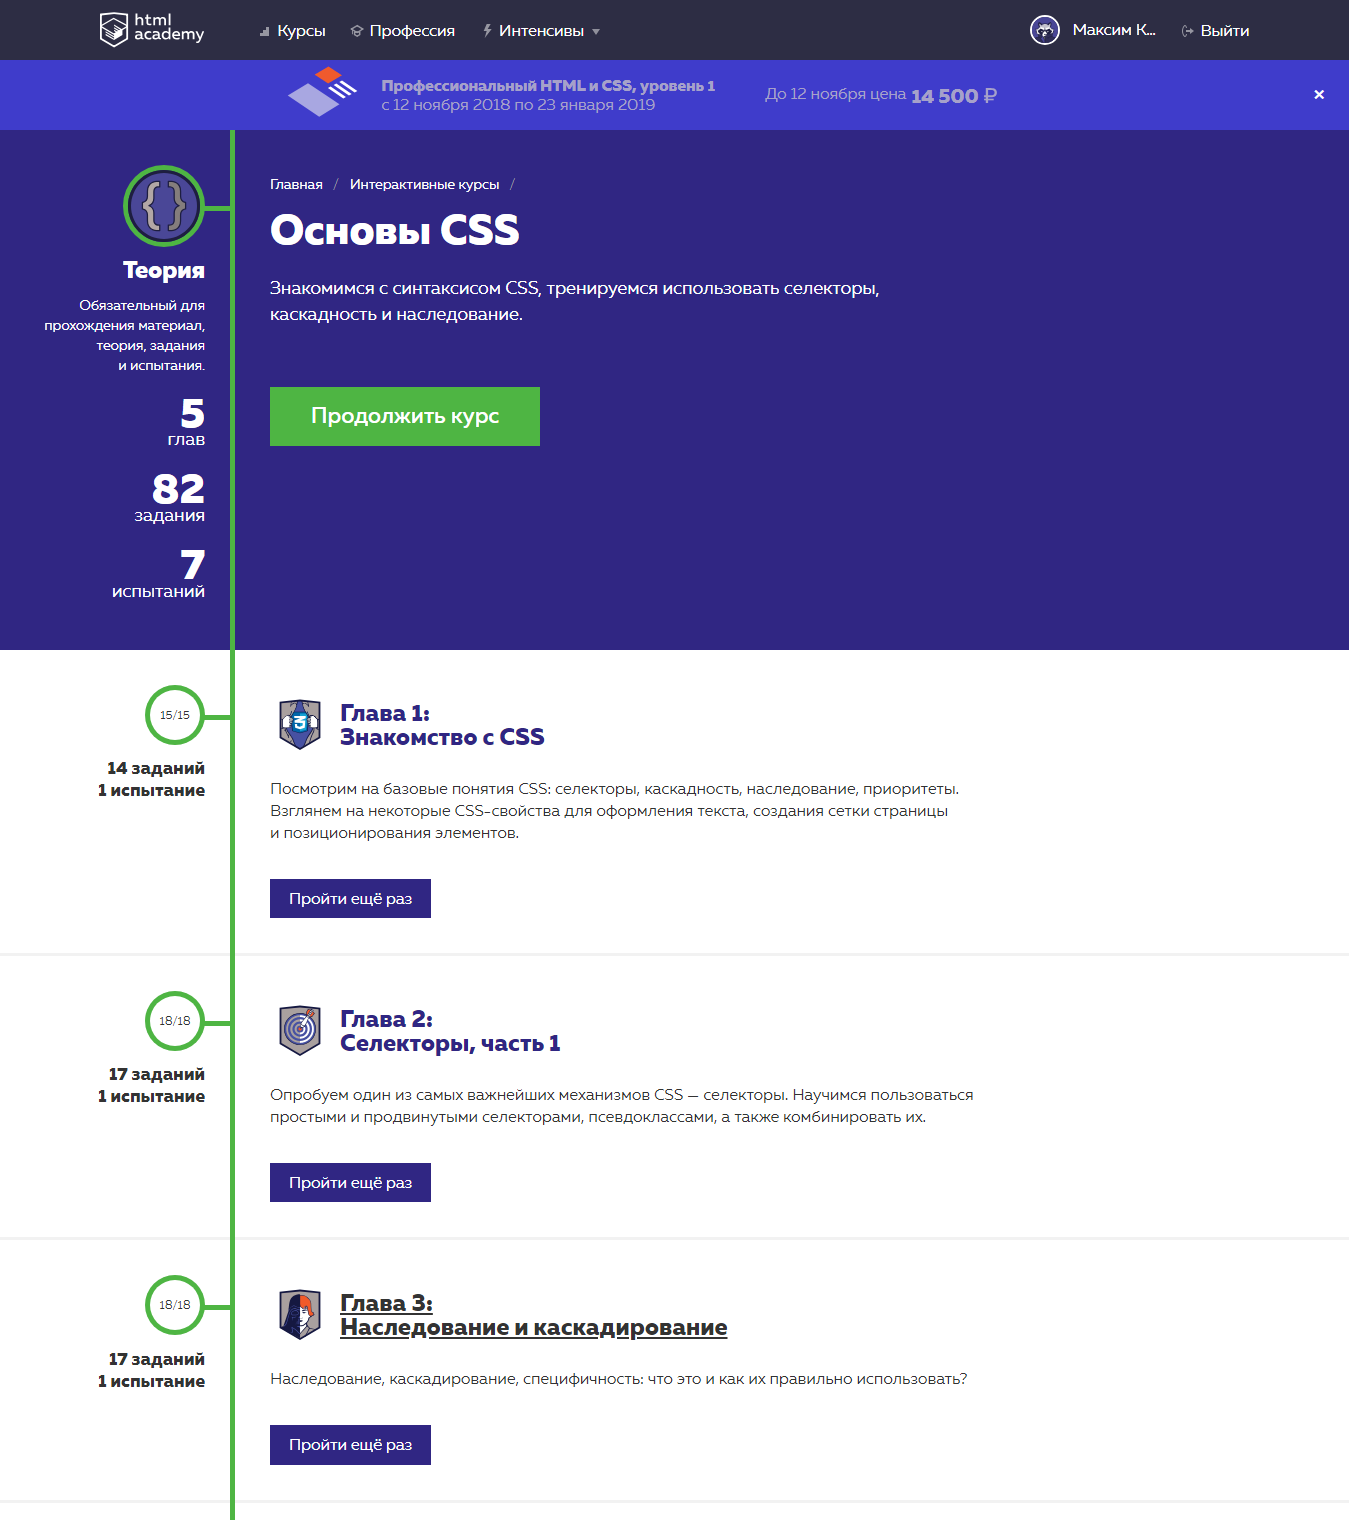 html
academy
Курсы
Профессия
Интенсивы
Максим К...
Выйти
Профессиональный HTML и CSS, уровень 1
с 12 ноября 2018 по 23 января 2019
До 12 ноября цена 14 500 ₽
×
{}
Теория
Обязательный для
прохождения материал,
теория, задания
и испытания.
5
глав
82
задания
7
испытаний
Главная / Интерактивные курсы /
Основы CSS
Знакомимся с синтаксисом CSS, тренируемся использовать селекторы,
каскадность и наследование.
Продолжить курс
15/15
14 заданий
1 испытание
Глава 1:
Знакомство с CSS
Посмотрим на базовые понятия CSS: селекторы, каскадность, наследование, приоритеты.
Взглянем на некоторые CSS-свойства для оформления текста, создания сетки страницы
и позиционирования элементов.
Пройти ещё раз
18/18
17 заданий
1 испытание
Глава 2:
Селекторы, часть 1
Опробуем один из самых важнейших механизмов CSS — селекторы. Научимся пользоваться
простыми и продвинутыми селекторами, псевдоклассами, а также комбинировать их.
Пройти ещё раз
18/18
17 заданий
1 испытание
Глава 3:
Наследование и каскадирование
Наследование, каскадирование, специфичность: что это и как их правильно использовать?
Пройти ещё раз